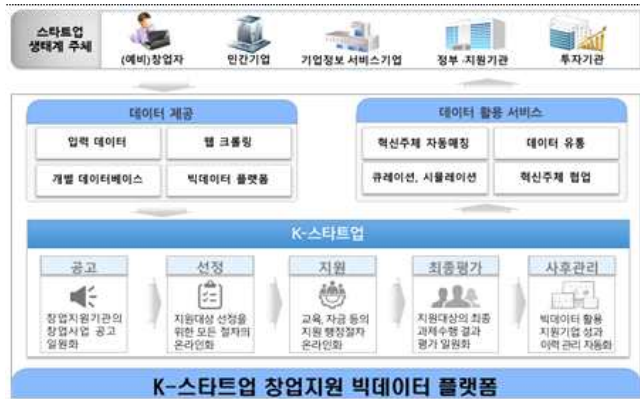 스타트업
생태계 주체
(예비)창업자
민간기업
기업정보 서비스기업
정부·지원기관
투자기관
데이터 제공
입력 데이터
웹 크롤링
개별 데이터베이스
빅데이터 플랫폼
데이터 활용 서비스
혁신주체 자동매칭
데이터 유통
큐레이션, 시뮬레이션
혁신주체 협업
K-스타트업
공고
창업지원기관의
창업사업 공고
일원화
선정
지원대상 선정을
위한 모든 절차의
온라인화
지원
교육, 자금 등의
지원 행정절차
온라인화
최종평가
지원대상의 최종
과제수행 결과
평가 일원화
사후관리
빅데이터 활용
지원기업 성과
이력 관리 자동화
K-스타트업 창업지원 빅데이터 플랫폼